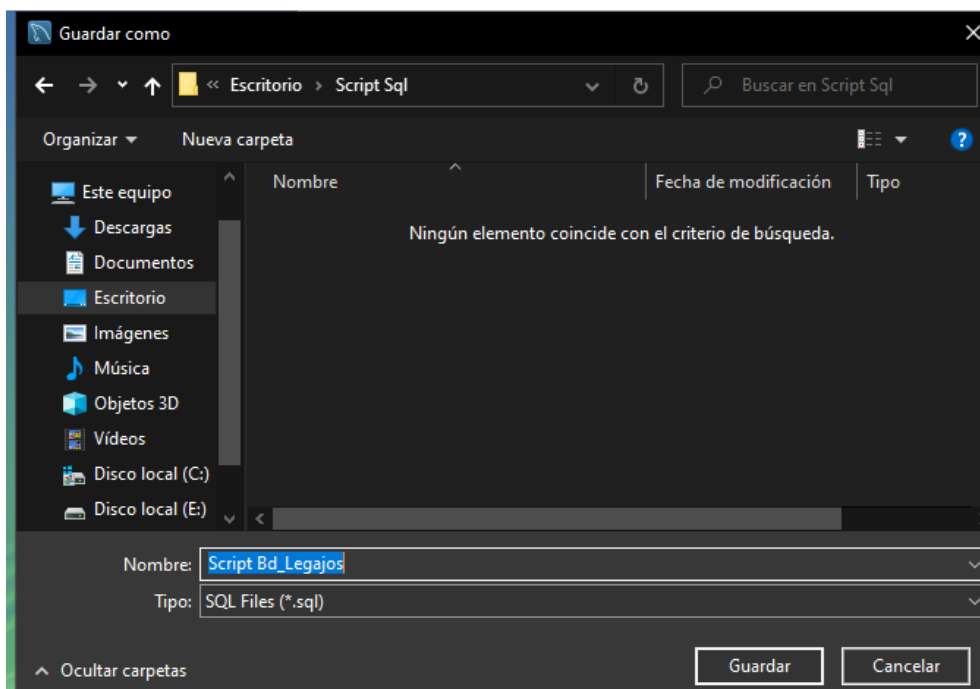 Guardar como
« Escritorio > Script Sql
Buscar en Script Sql
Organizar
Nueva carpeta
Este equipo
Descargas
Documentos
Escritorio
Imágenes
Música
Objetos 3D
Vídeos
Disco local (C:)
Disco local (E:)
Nombre
Fecha de modificación
Tipo
Ningún elemento coincide con el criterio de búsqueda.
Nombre: Script Bd_Legajos
Tipo: SQL Files (*.sql)
Ocultar carpetas
Guardar
Cancelar